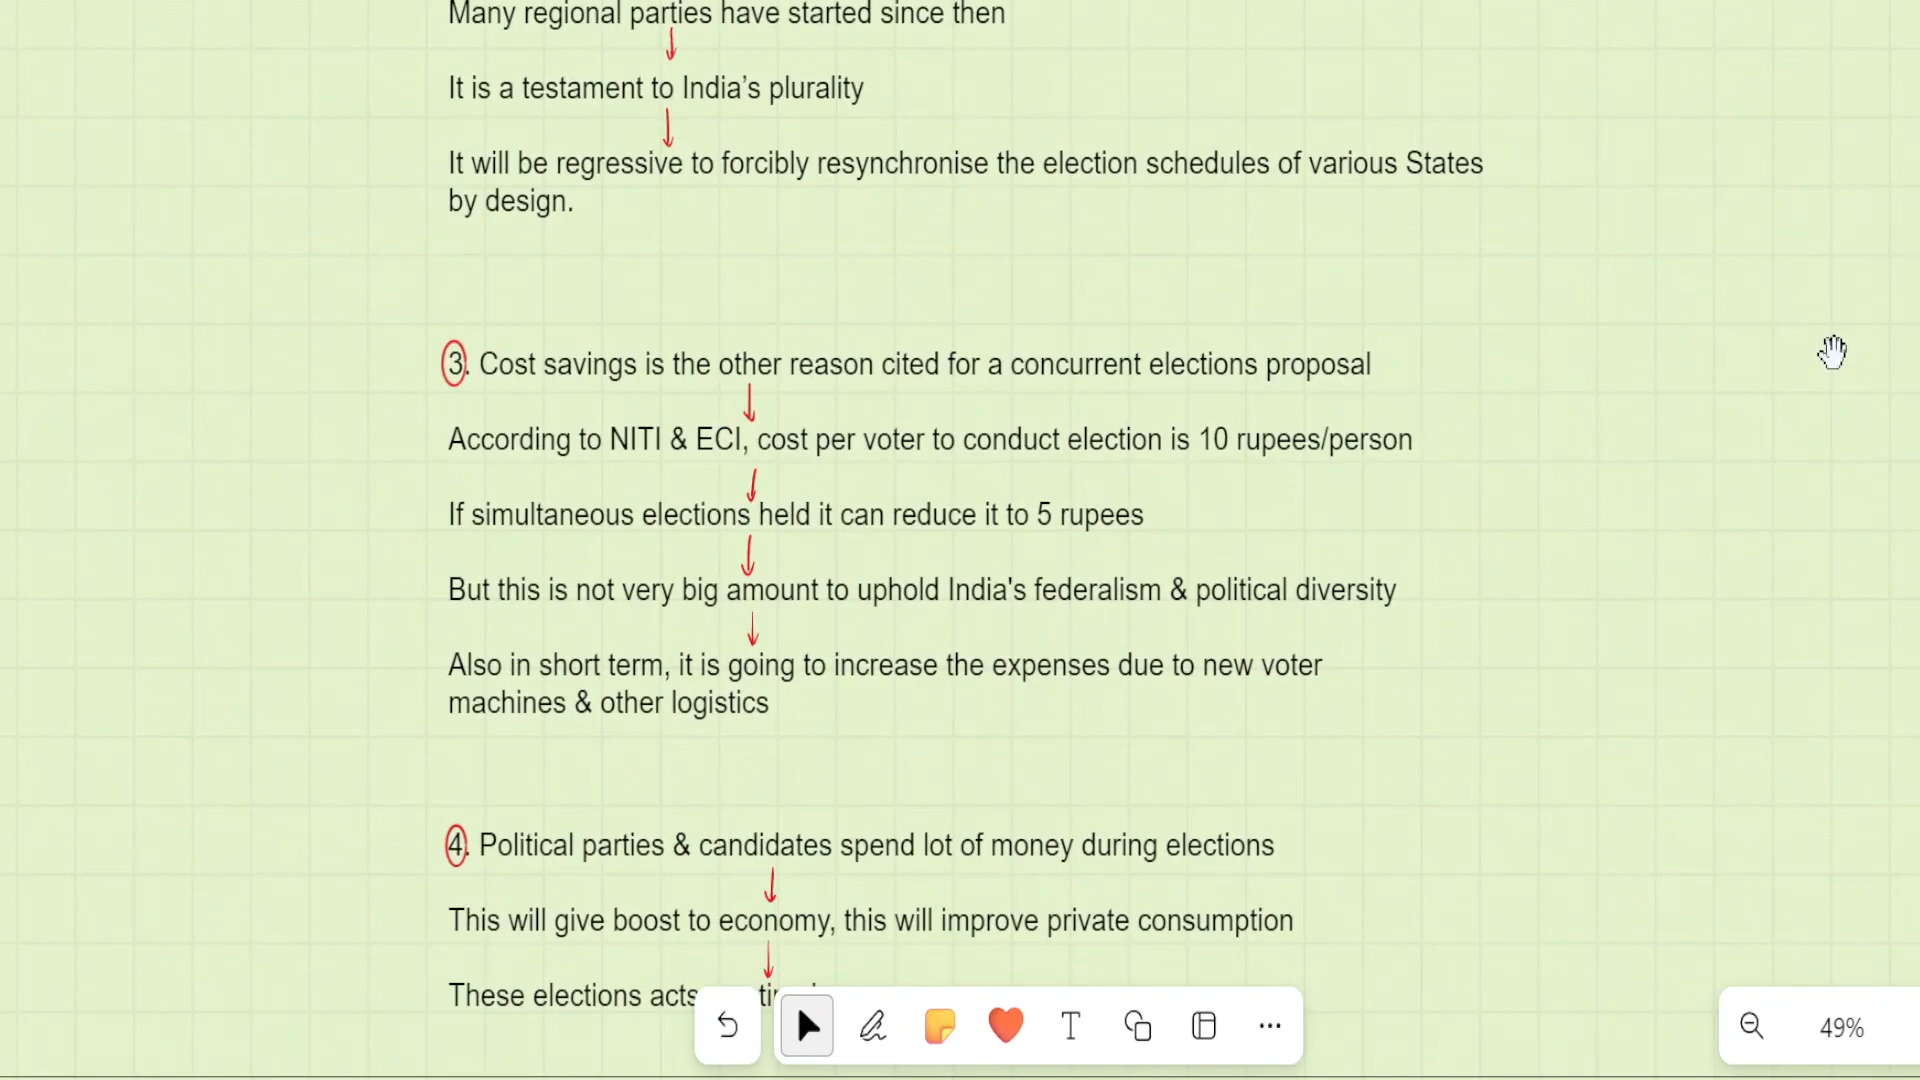 Many regional parties have started since then
It is a testament to India’s plurality
It will be regressive to forcibly resynchronise the election schedules of various States
by design.
3. Cost savings is the other reason cited for a concurrent elections proposal
According to NITI & ECI, cost per voter to conduct election is 10 rupees/person
If simultaneous elections held it can reduce it to 5 rupees
But this is not very big amount to uphold India's federalism & political diversity
Also in short term, it is going to increase the expenses due to new voter
machines & other logistics
4. Political parties & candidates spend lot of money during elections
This will give boost to economy, this will improve private consumption
These elections acts
49%